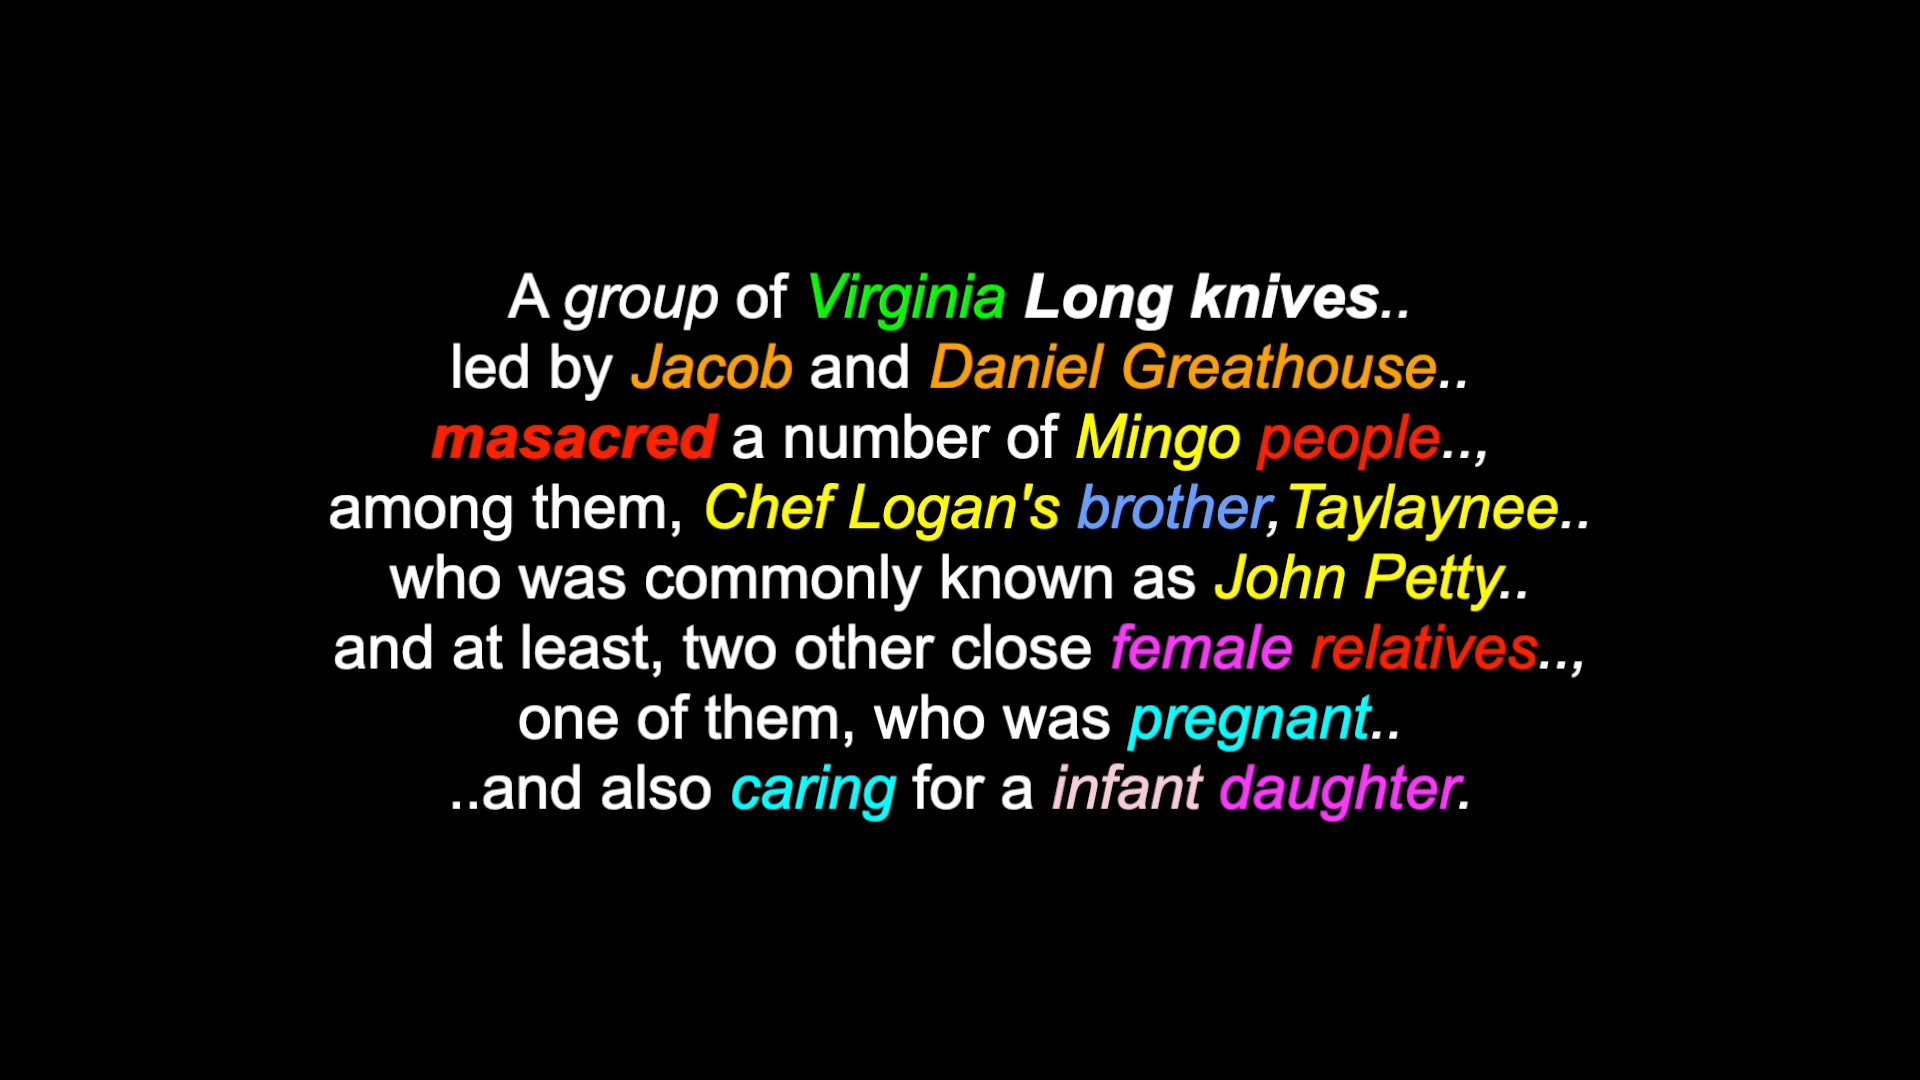 A group of Virginia Long knives..
led by Jacob and Daniel Greathouse..
masacred a number of Mingo people..,
among them, Chef Logan's brother,Taylaynee..
who was commonly known as John Petty..
and at least, two other close female relatives..,
one of them, who was pregnant..
..and also caring for a infant daughter.